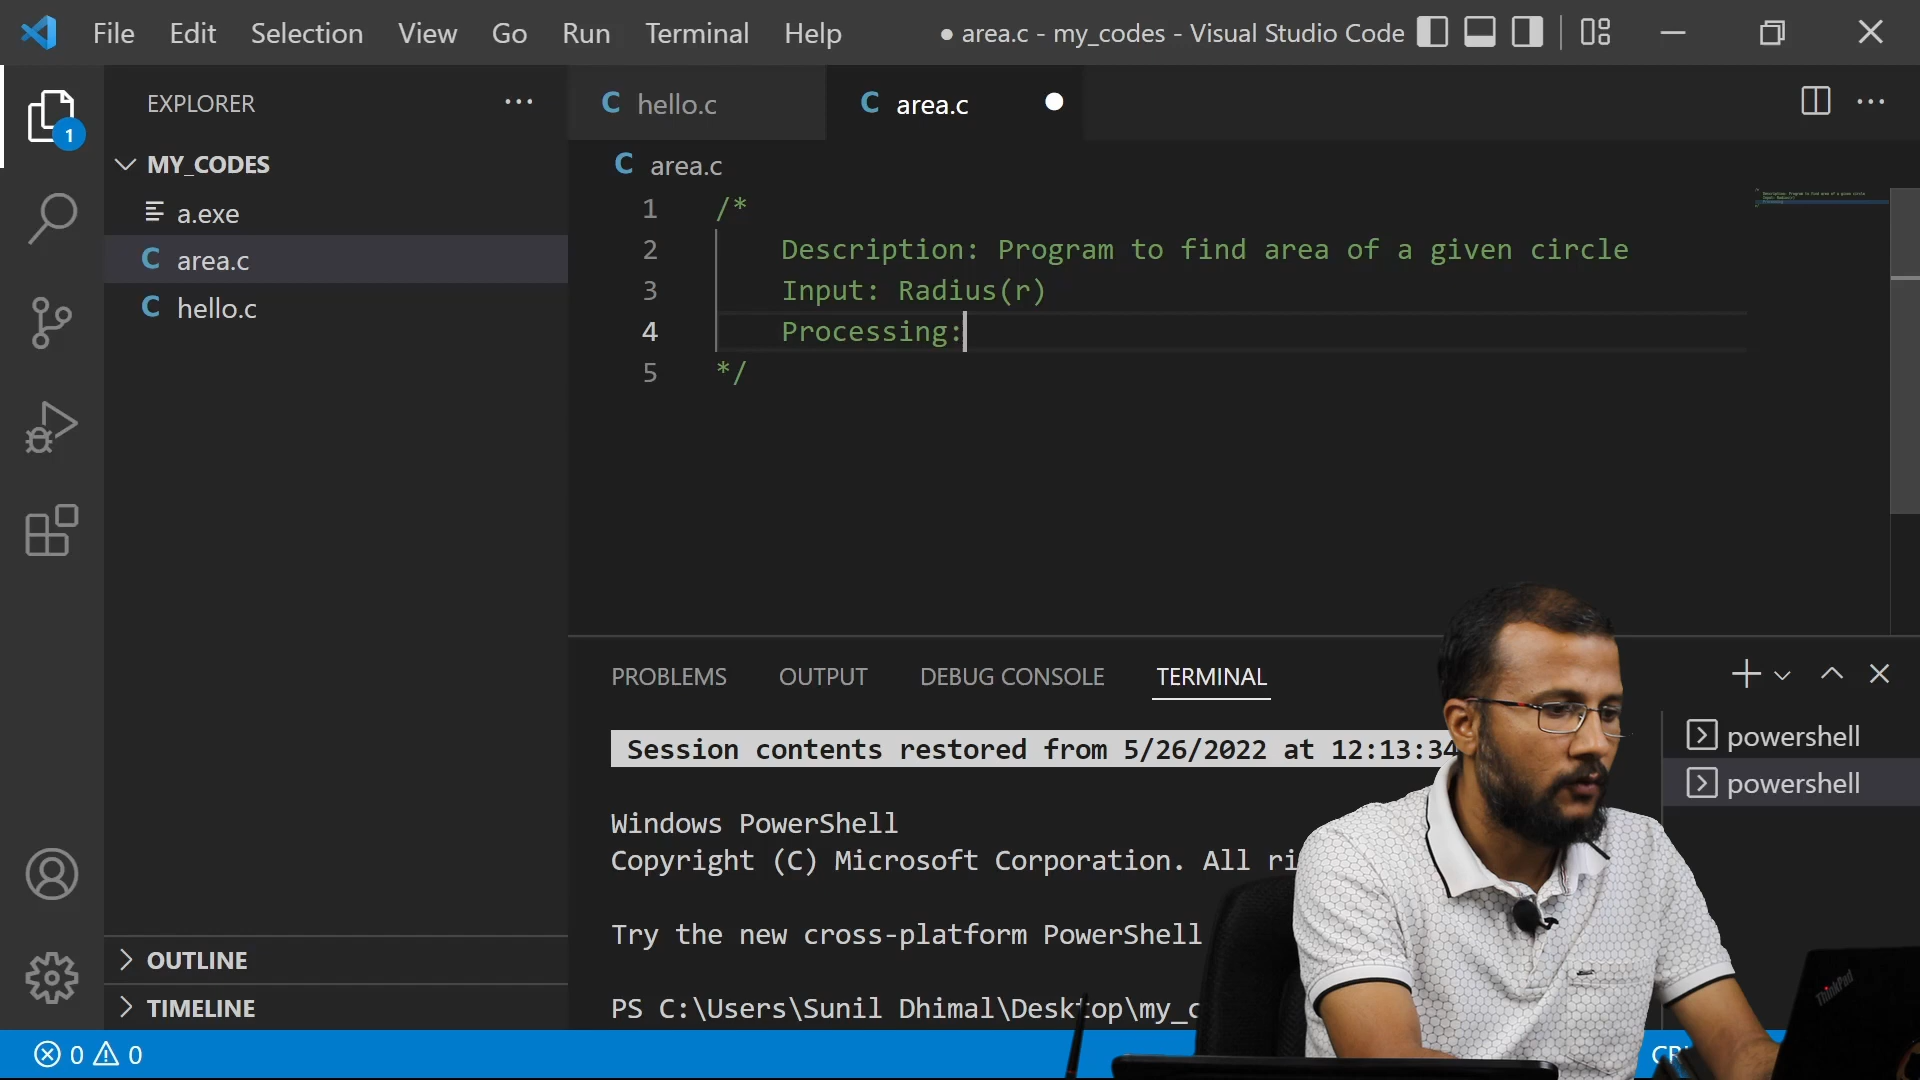 File Edit Selection View Go Run Terminal Help ● area.c - my_codes - Visual Studio Code
EXPLORER
hello.c
area.c
1
MY_CODES
area.c
a.exe
area.c
hello.c
1 /*
2 Description: Program to find area of a given circle
3 Input: Radius(r)
4 Processing:
5 */
PROBLEMS OUTPUT DEBUG CONSOLE TERMINAL
Session contents restored from 5/26/2022 at 12:13:34
powershell
powershell
Windows PowerShell
Copyright (C) Microsoft Corporation. All
Try the new cross-platform PowerShell
PS C:\Users\Sunil Dhimal\Desktop\my_c
OUTLINE
TIMELINE
ThinkPad
0 0